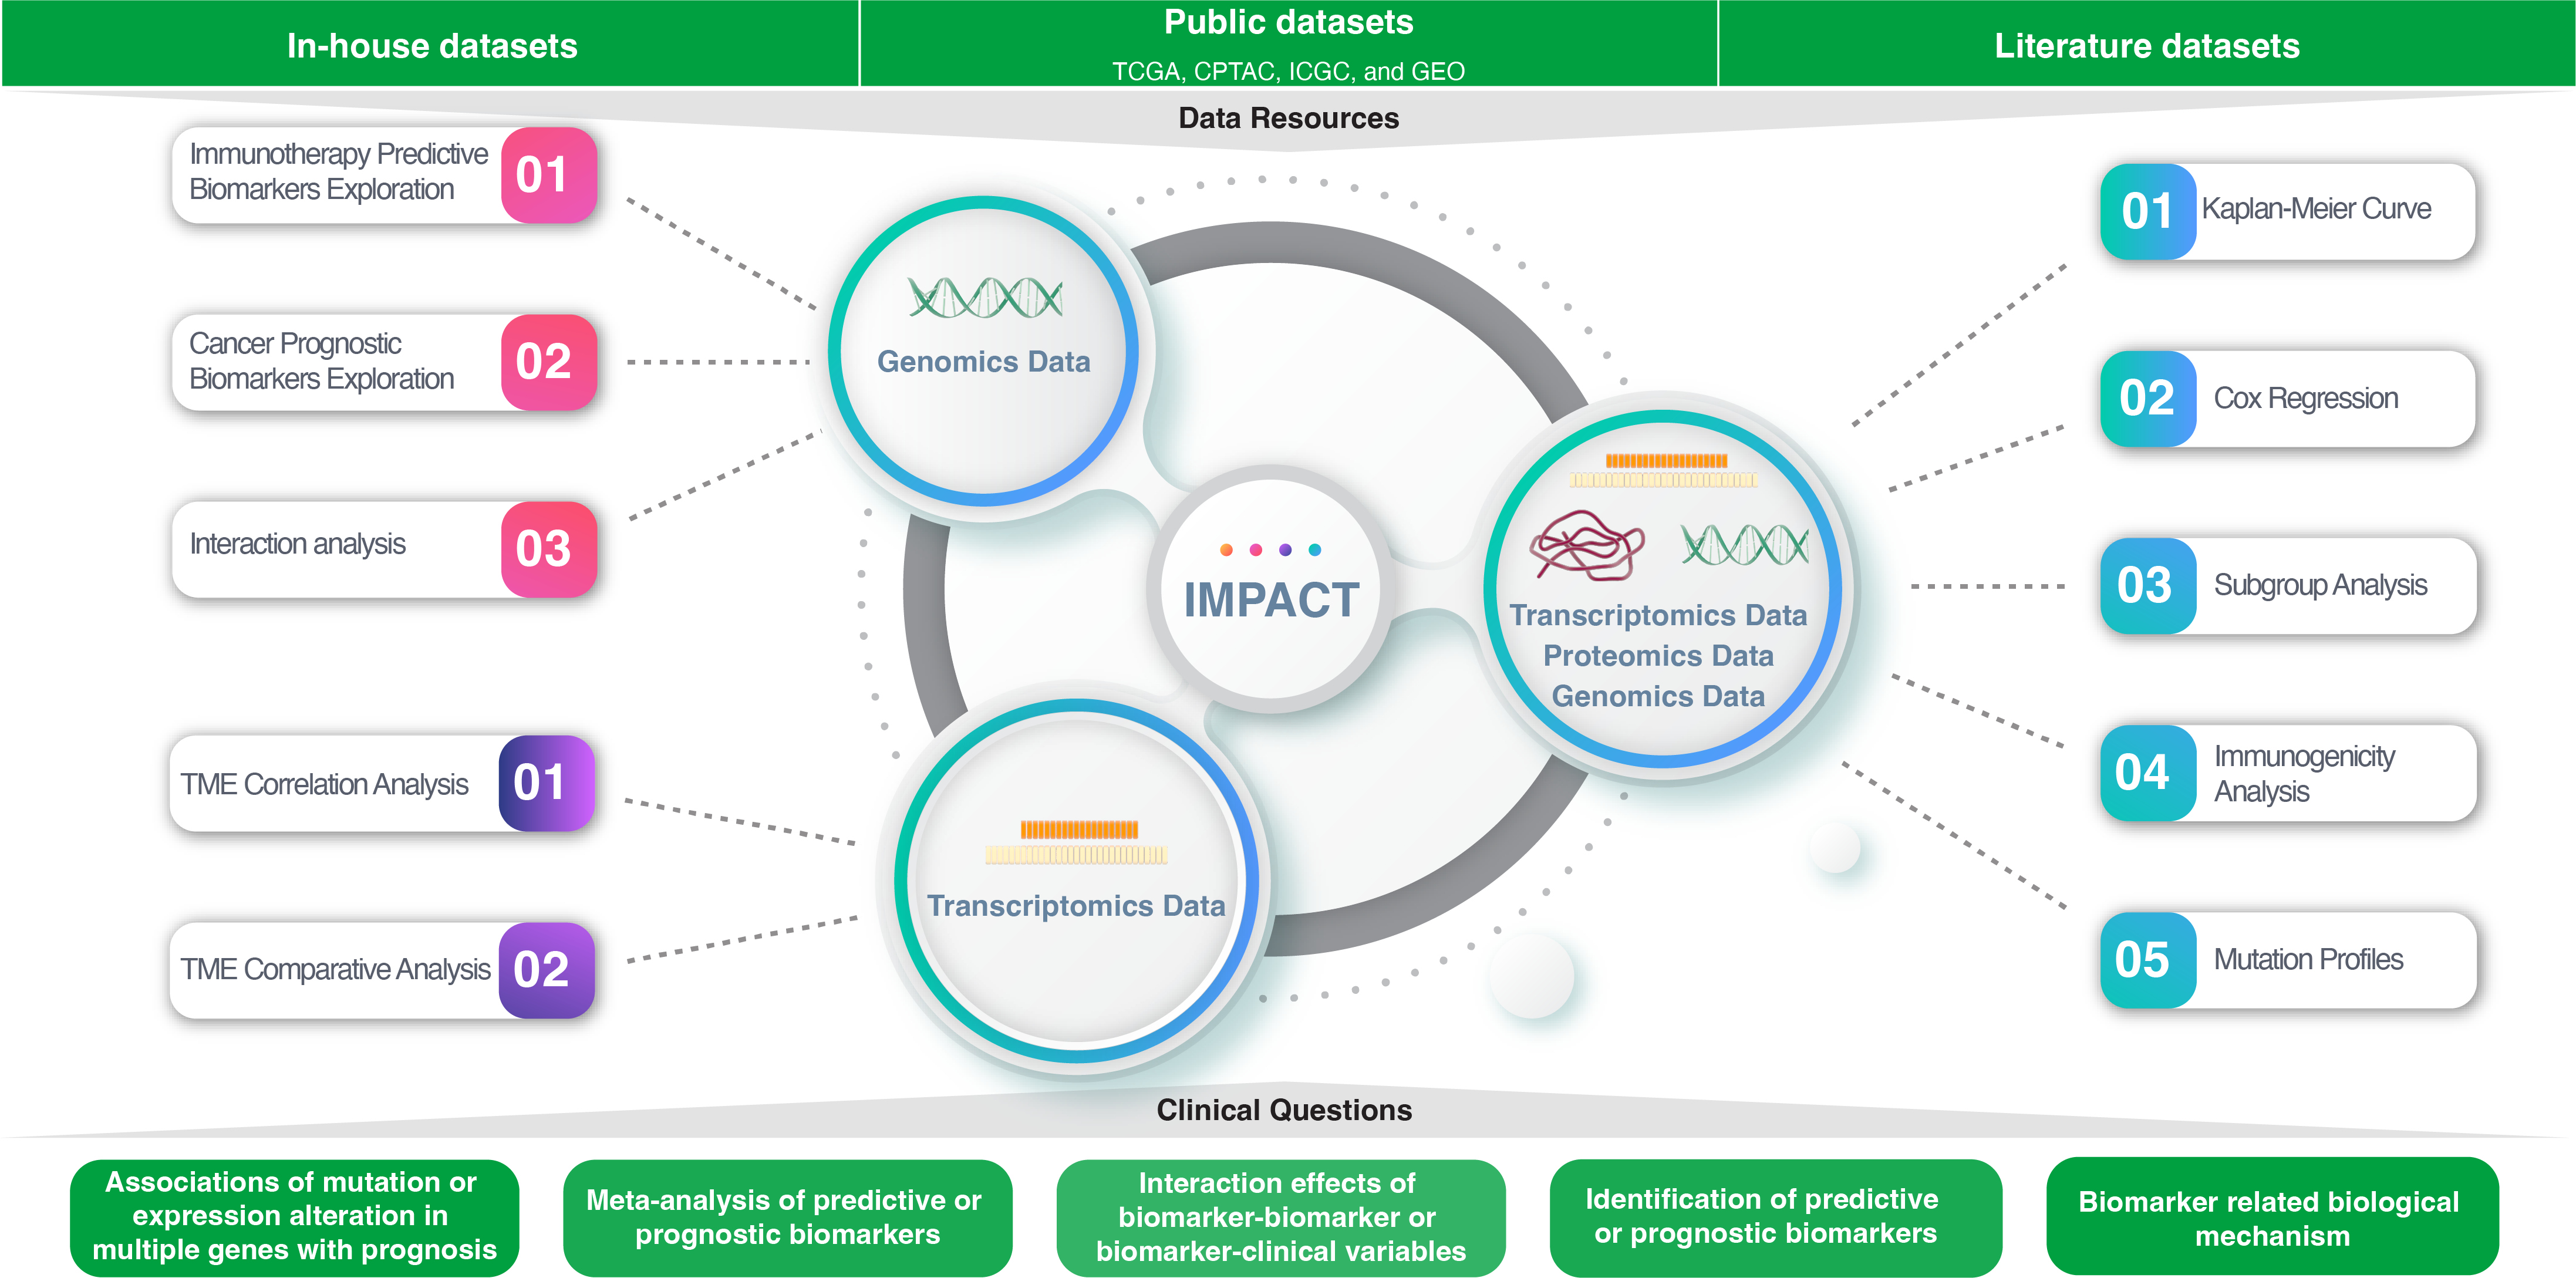 In-house datasets
Public datasets
TCGA, CPTAC, ICGC, and GEO
Literature datasets
Data Resources
Immunotherapy Predictive
Biomarkers Exploration
01
Cancer Prognostic
Biomarkers Exploration
02
Interaction analysis
03
TME Correlation Analysis
01
TME Comparative Analysis
02
Genomics Data
IMPACT
Transcriptomics Data
Proteomics Data
Genomics Data
Transcriptomics Data
01
Kaplan-Meier Curve
02
Cox Regression
03
Subgroup Analysis
04
Immunogenicity
Analysis
05
Mutation Profiles
Clinical Questions
Associations of mutation or
expression alteration in
multiple genes with prognosis
Meta-analysis of predictive or
prognostic biomarkers
Interaction effects of
biomarker-biomarker or
biomarker-clinical variables
Identification of predictive
or prognostic biomarkers
Biomarker related biological
mechanism